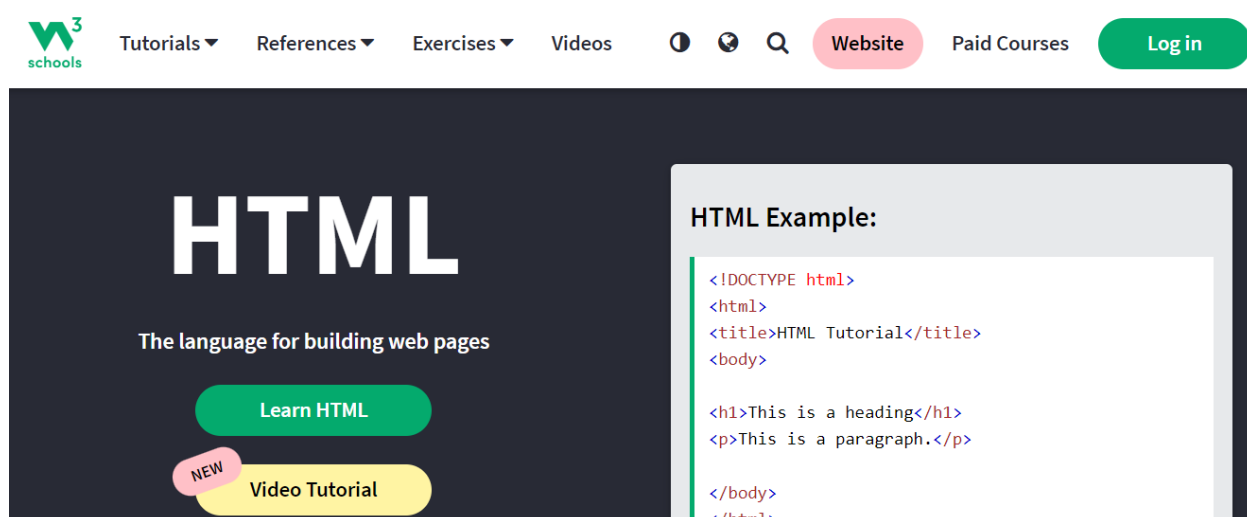 W3
schools
Tutorials References Exercises Videos Website Paid Courses Log in
HTML
The language for building web pages
Learn HTML
NEW
Video Tutorial
HTML Example:
<!DOCTYPE html>
<html>
<title>HTML Tutorial</title>
<body>
<h1>This is a heading</h1>
<p>This is a paragraph.</p>
</body>